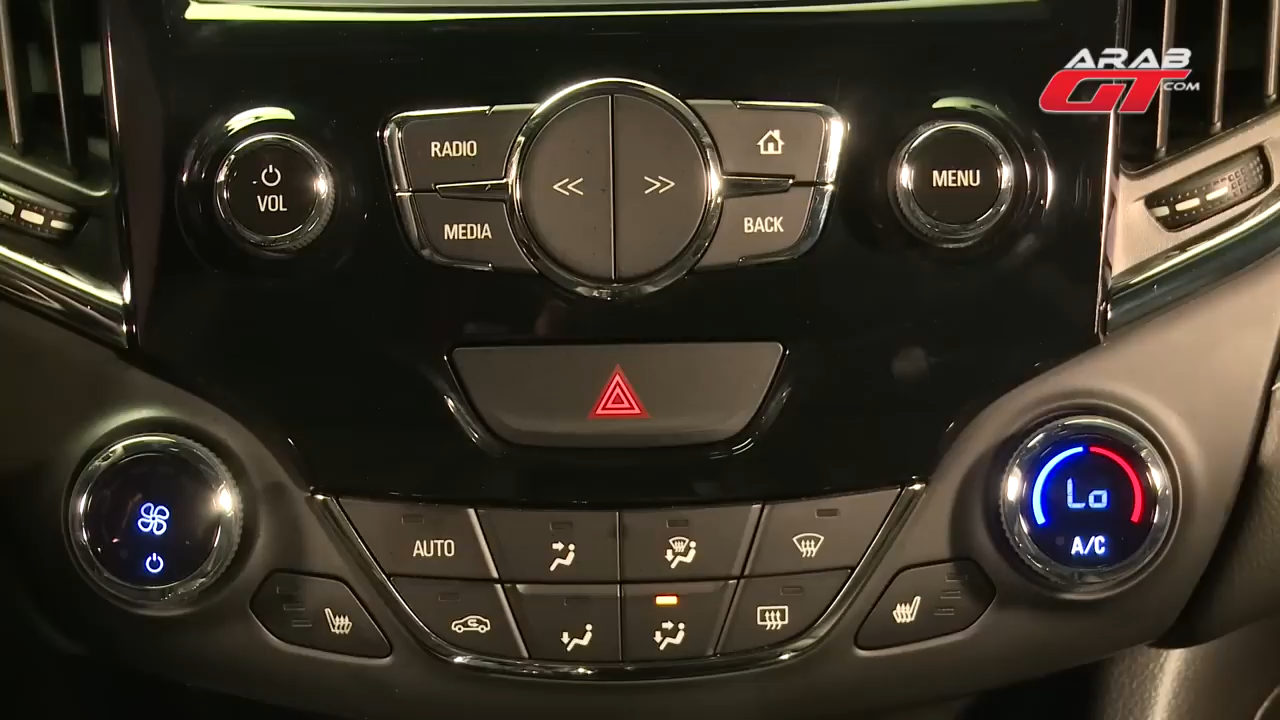 ARAB
GT.COM
RADIO
VOL
MENU
MEDIA
BACK
Lo
AUTO
A/C